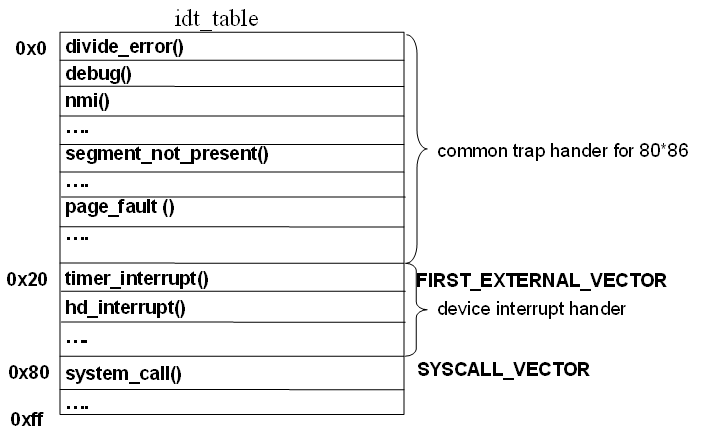 idt_table
0x0 divide_error()
debug()
nmi()
....
segment_not_present()
....
page_fault ()
....
common trap hander for 80*86
0x20 timer_interrupt() FIRST_EXTERNAL_VECTOR
hd_interrupt() device interrupt hander
....
0x80 system_call() SYSCALL_VECTOR
....
0xff